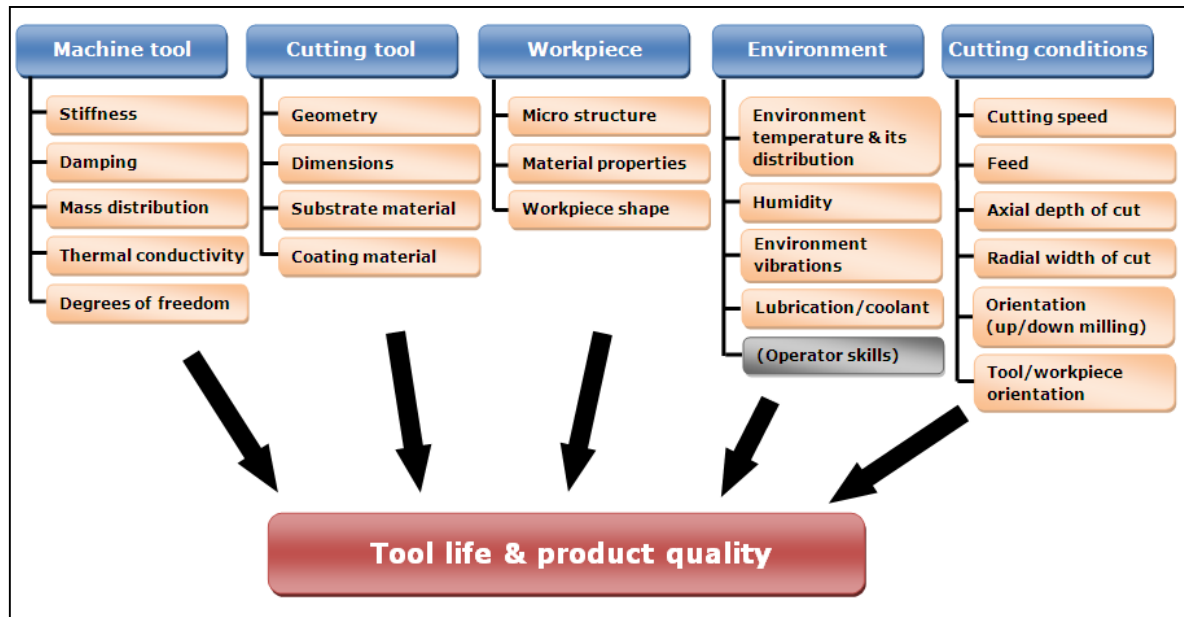 Machine tool
Stiffness
Damping
Mass distribution
Thermal conductivity
Degrees of freedom
Cutting tool
Geometry
Dimensions
Substrate material
Coating material
Workpiece
Micro structure
Material properties
Workpiece shape
Environment
Environment
temperature & its
distribution
Humidity
Environment
vibrations
Lubrication/coolant
(Operator skills)
Cutting conditions
Cutting speed
Feed
Axial depth of cut
Radial width of cut
Orientation
(up/down milling)
Tool/workpiece
orientation
Tool life & product quality